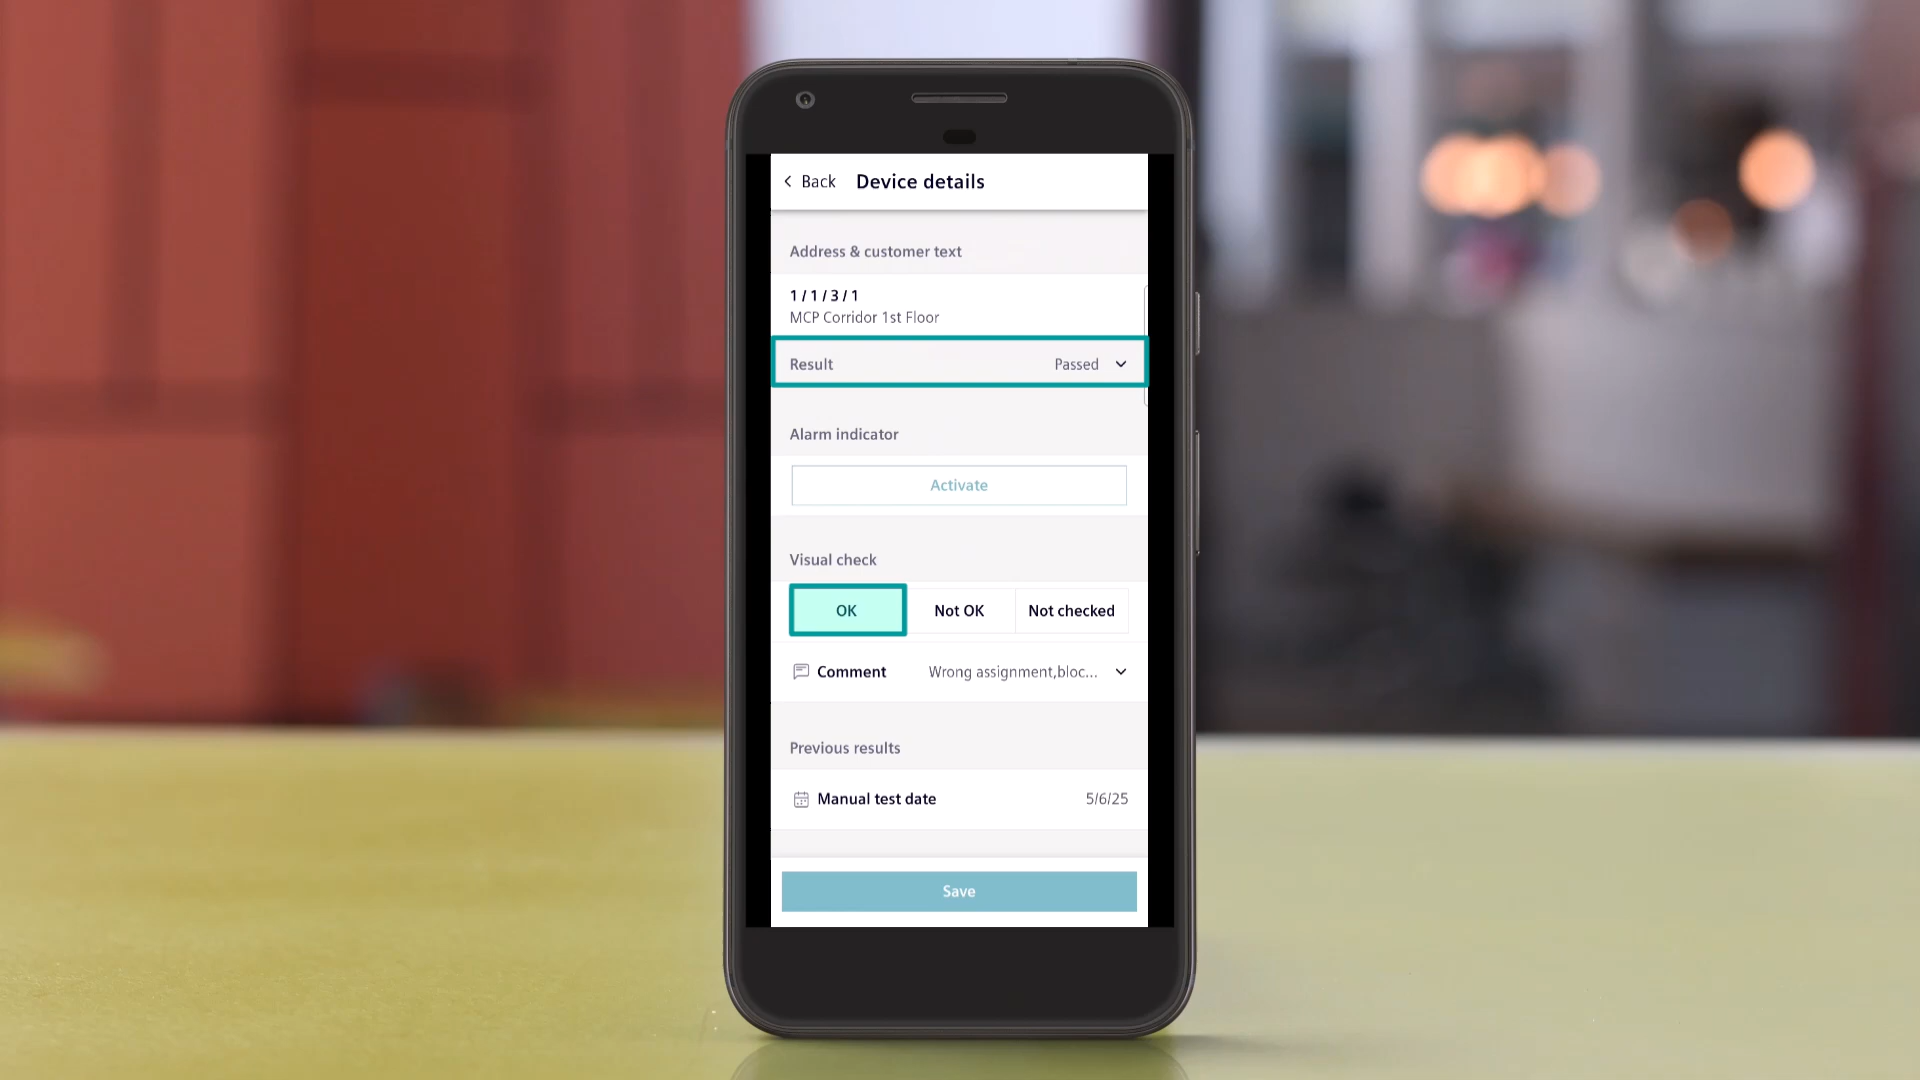 Back Device details
Address & customer text
1 / 1 / 3 / 1
MCP Corridor 1st Floor
Result Passed
Alarm indicator
Activate
Visual check
OK Not OK Not checked
Comment Wrong assignment,bloc...
Previous results
Manual test date 5/6/25
Save